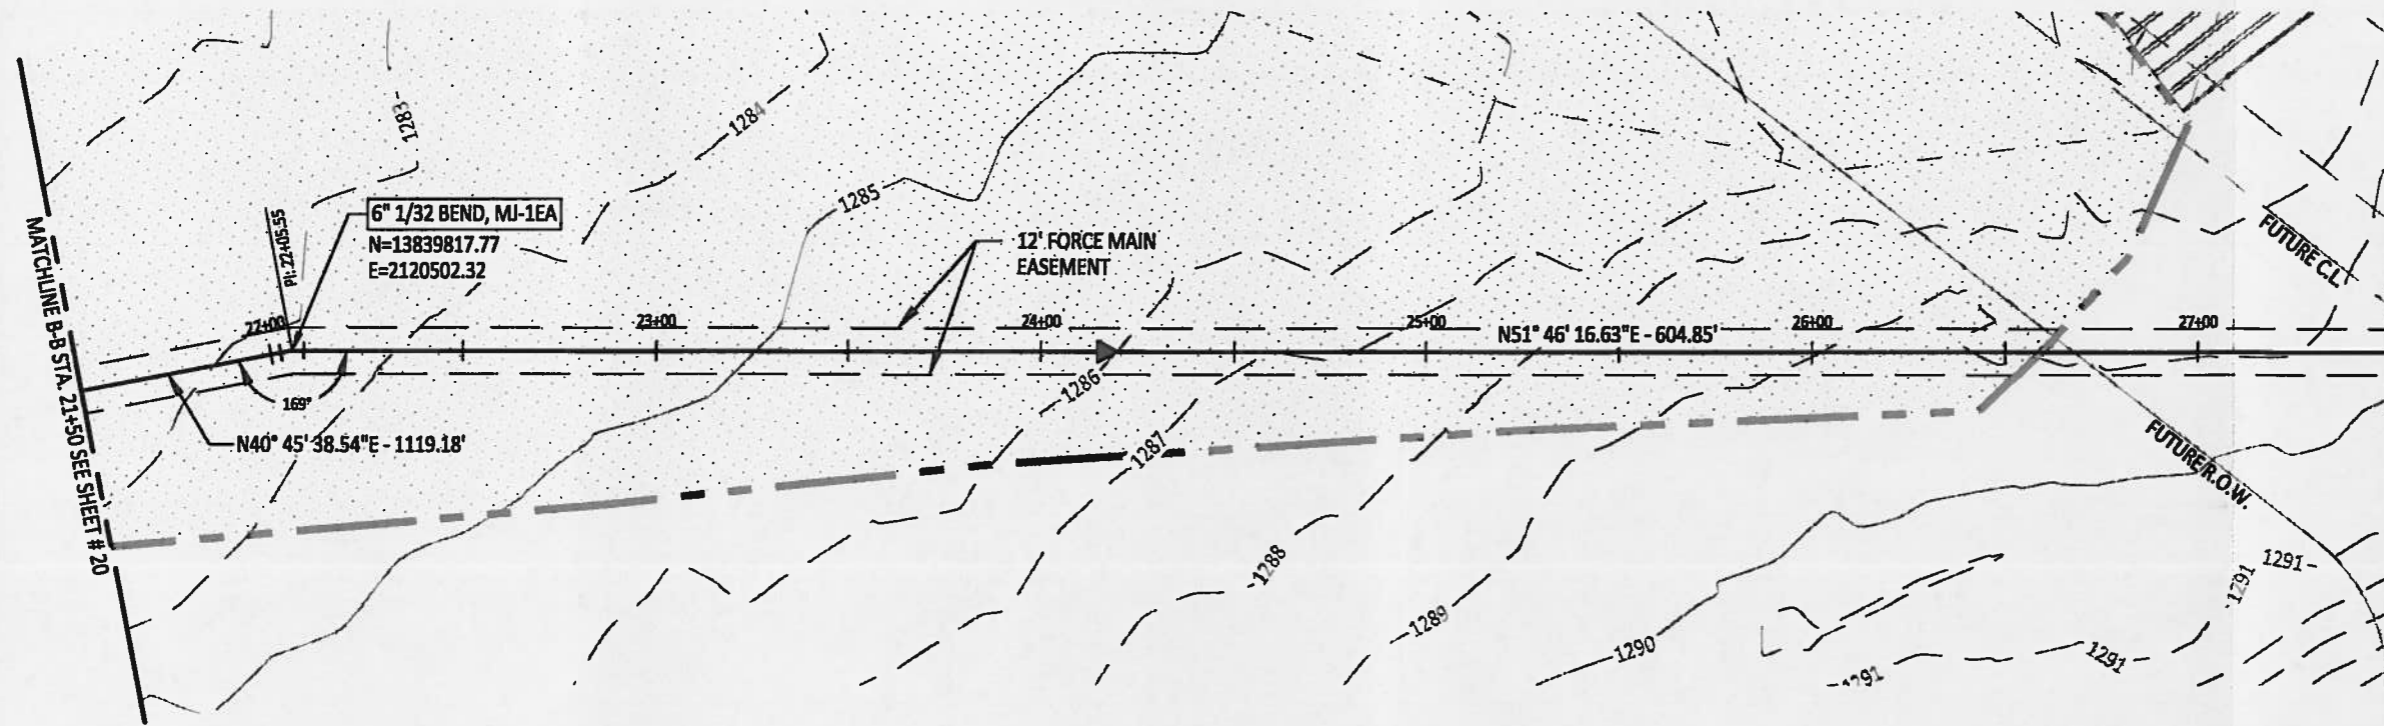 1283-
-1284
1285
6" 1/32 BEND, MJ-1EA
N=13839817.77
E=2120502.32
PI: 22+05.55
12' FORCE MAIN
EASEMENT
FUTURE C.L.
MATCHLINE B-B STA. 21+50 SEE SHEET # 20
22+00
23+00
24+00
25+00
26+00
27+00
N51° 46' 16.63"E - 604.85'
169°
N40° 45' 38.54"E - 1119.18'
-1286
-1287
FUTURE R.O.W.
-1288
-1289
-1290
1291-
-1291
1291
-1291